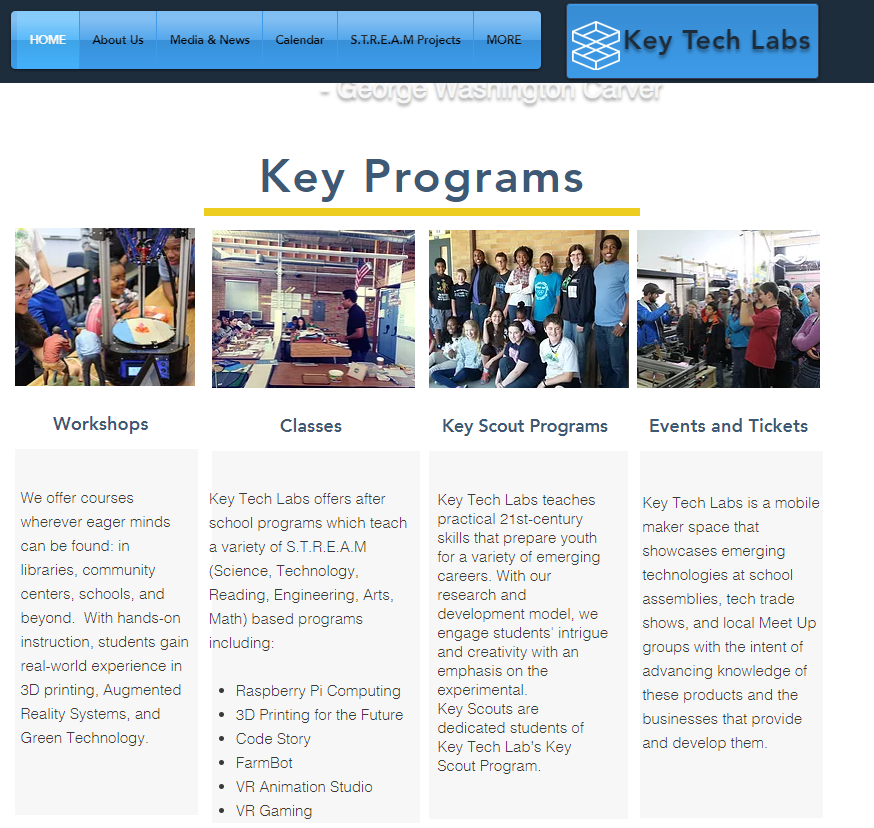 HOME About Us Media & News Calendar S.T.R.E.A.M Projects MORE
Key Tech Labs
- George Washington Carver
Key Programs
Workshops
We offer courses
wherever eager minds
can be found: in
libraries, community
centers, schools, and
beyond. With hands-on
instruction, students gain
real-world experience in
3D printing, Augmented
Reality Systems, and
Green Technology.
Classes
Key Tech Labs offers after
school programs which teach
a variety of S.T.R.E.A.M
(Science, Technology,
Reading, Engineering, Arts,
Math) based programs
including:
• Raspberry Pi Computing
• 3D Printing for the Future
• Code Story
• FarmBot
• VR Animation Studio
• VR Gaming
Key Scout Programs
Key Tech Labs teaches
practical 21st-century
skills that prepare youth
for a variety of emerging
careers. With our
research and
development model, we
engage students' intrigue
and creativity with an
emphasis on the
experimental.
Key Scouts are
dedicated students of
Key Tech Lab's Key
Scout Program.
Events and Tickets
Key Tech Labs is a mobile
maker space that
showcases emerging
technologies at school
assemblies, tech trade
shows, and local Meet Up
groups with the intent of
advancing knowledge of
these products and the
businesses that provide
and develop them.